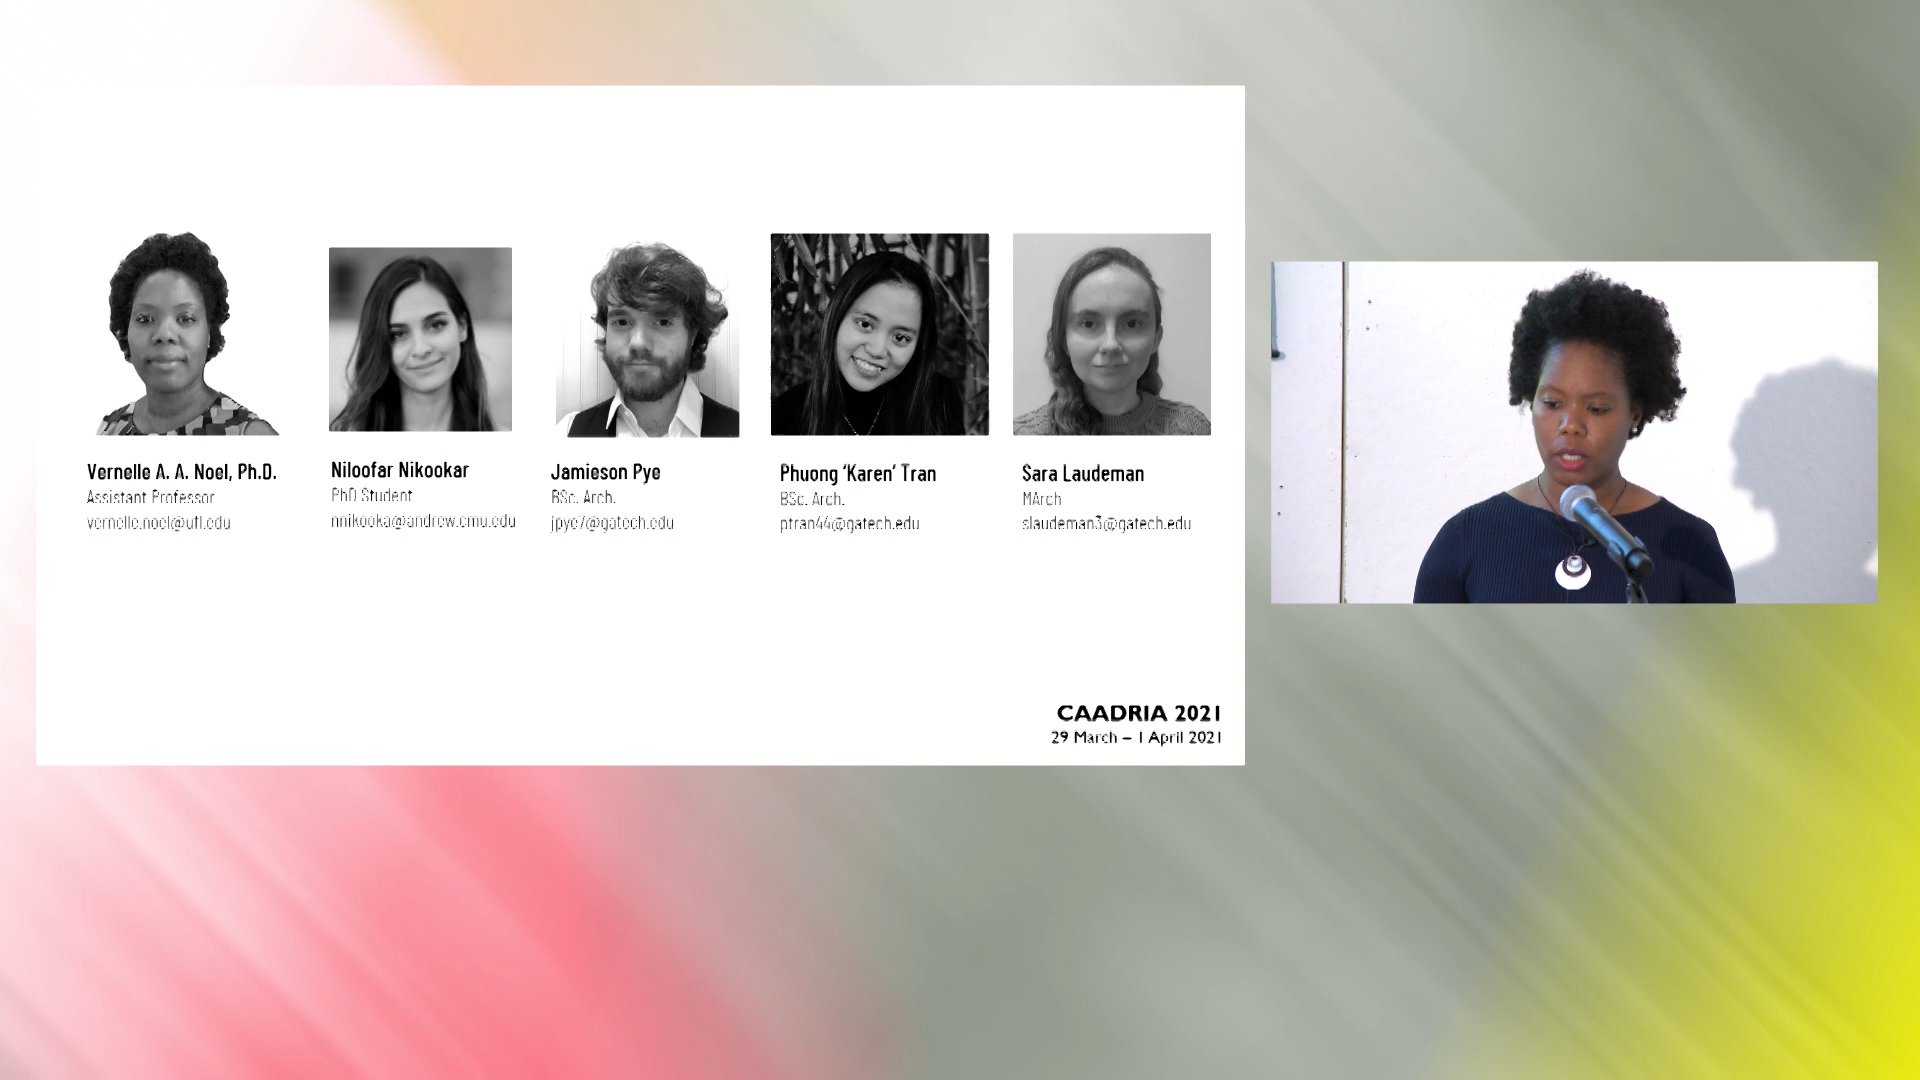 Vernelle A. A. Noel, Ph.D.
Assistant Professor
vernelle.noel@ufl.edu
Niloofar Nikookar
PhD Student
nnikooka@andrew.cmu.edu
Jamieson Pye
BSc. Arch.
jpye7@gatech.edu
Phuong ‘Karen’ Tran
BSc. Arch.
ptran44@gatech.edu
Sara Laudeman
MArch
slaudeman3@gatech.edu
CAADRIA 2021
29 March – 1 April 2021